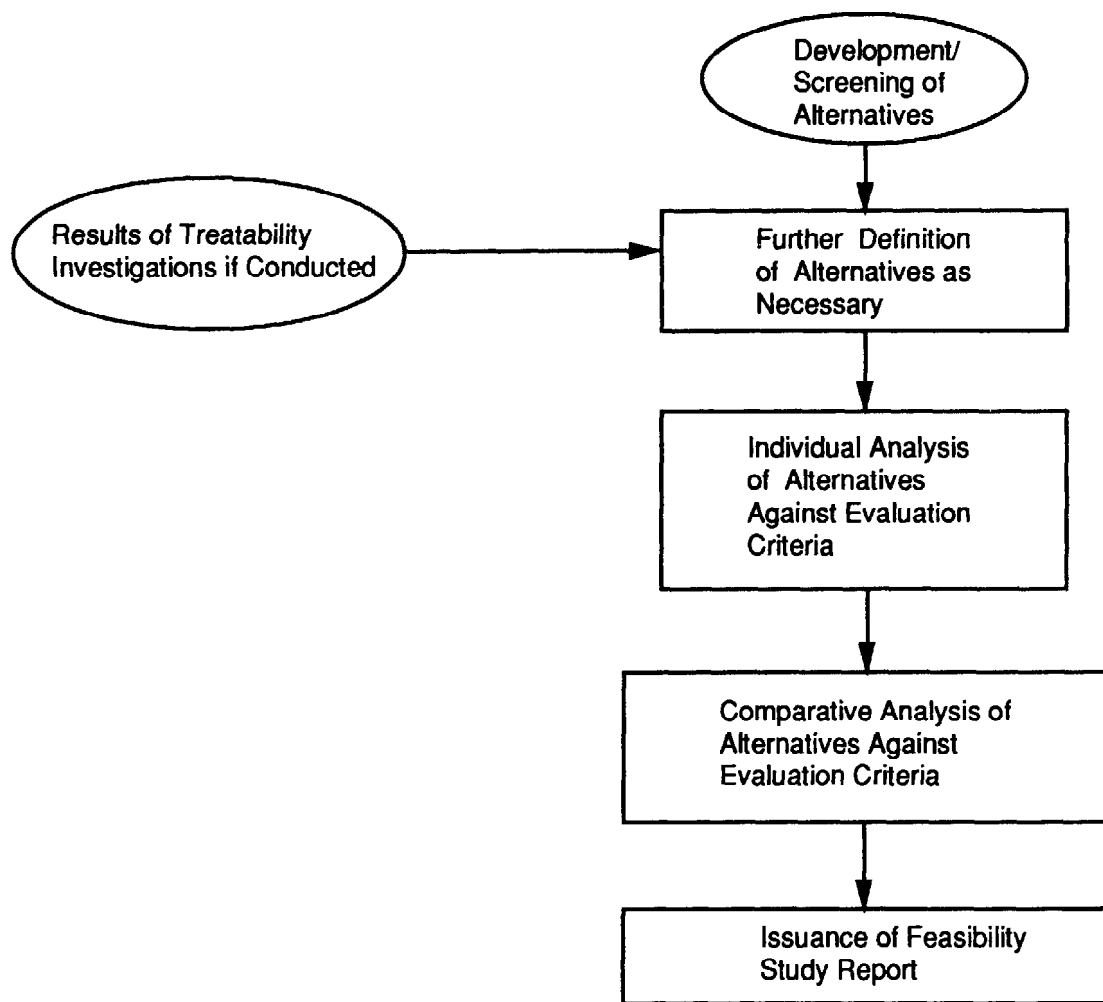 Development/
Screening of
Alternatives
Results of Treatability
Investigations if Conducted
Further Definition
of Alternatives as
Necessary
Individual Analysis
of Alternatives
Against Evaluation
Criteria
Comparative Analysis of
Alternatives Against
Evaluation Criteria
Issuance of Feasibility
Study Report